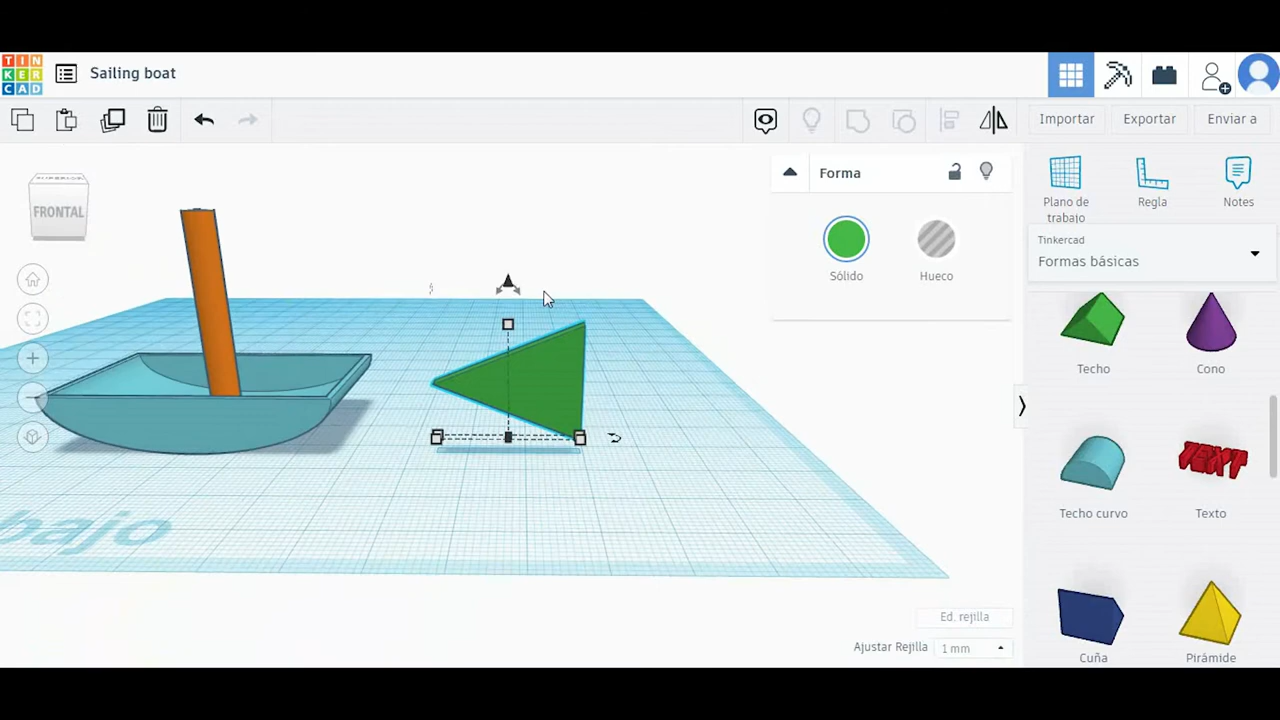 TIN
KER
CAD
Sailing boat
Importar
Exportar
Enviar a
FRONTAL
Forma
Sólido
Hueco
Plano de
trabajo
Regla
Notes
Tinkercad
Formas básicas
Techo
Cono
Techo curvo
TEXT
Texto
Cuña
Pirámide
bajo
Ed. rejilla
Ajustar Rejilla
1 mm